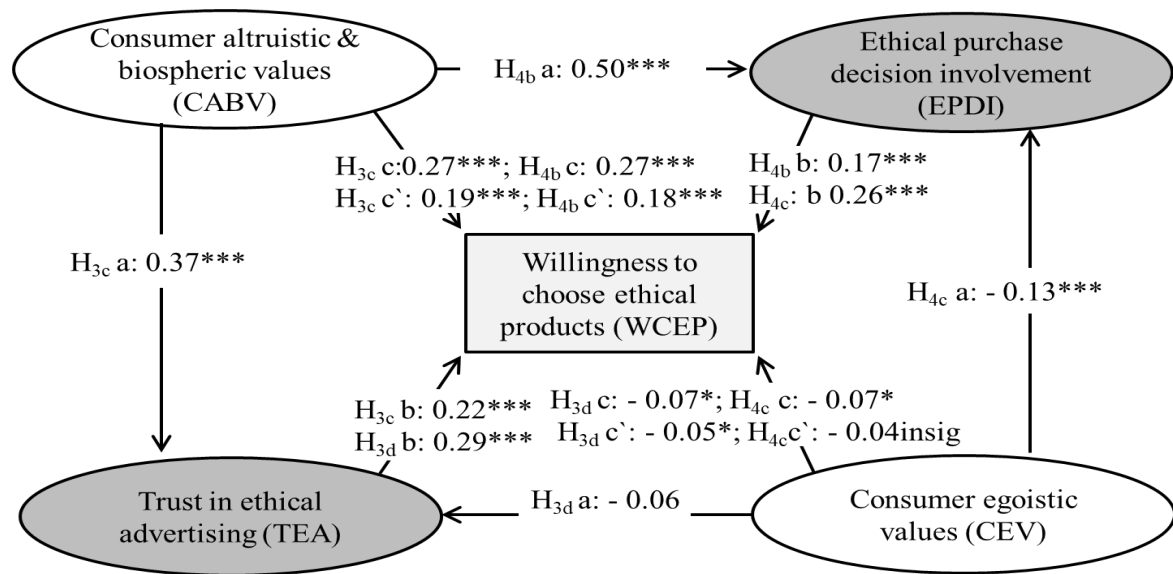 Consumer altruistic &
biospheric values
(CABV)
H3c a: 0.37***
H4b a: 0.50***
Ethical purchase
decision involvement
(EPDI)
H3c c:0.27***; H4b c: 0.27***
H3c c`: 0.19***; H4b c`: 0.18***
H4b b: 0.17***
H4c: b 0.26***
Willingness to
choose ethical
products (WCEP)
H4c a: - 0.13***
H3c b: 0.22***
H3d b: 0.29***
H3d c: - 0.07*; H4c c: - 0.07*
H3d c`: - 0.05*; H4cc`: - 0.04insig
Trust in ethical
advertising (TEA)
H3d a: - 0.06
Consumer egoistic
values (CEV)